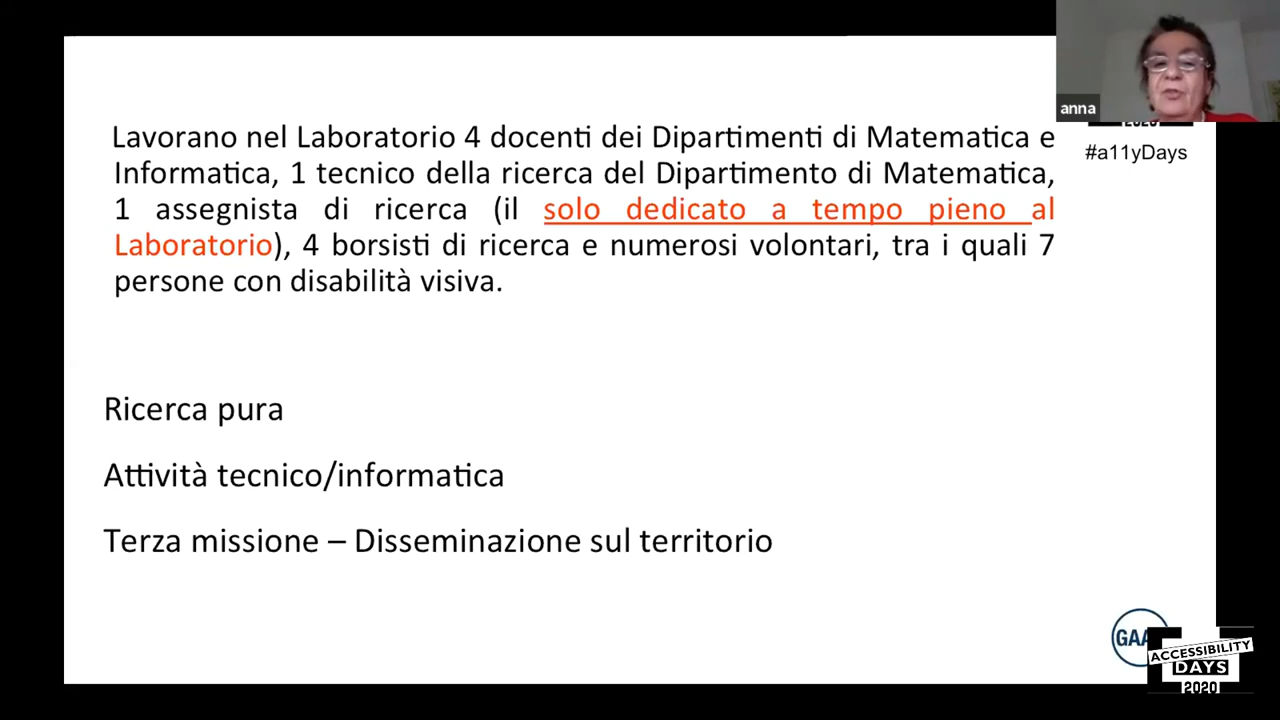 Lavorano nel Laboratorio 4 docenti dei Dipartimenti di Matematica e
Informatica, 1 tecnico della ricerca del Dipartimento di Matematica,
1 assegnista di ricerca (il solo dedicato a tempo pieno al
Laboratorio), 4 borsisti di ricerca e numerosi volontari, tra i quali 7
persone con disabilità visiva.
Ricerca pura
Attività tecnico/informatica
Terza missione – Disseminazione sul territorio
anna
#a11yDays
ACCESSIBILITY
DAYS
2020